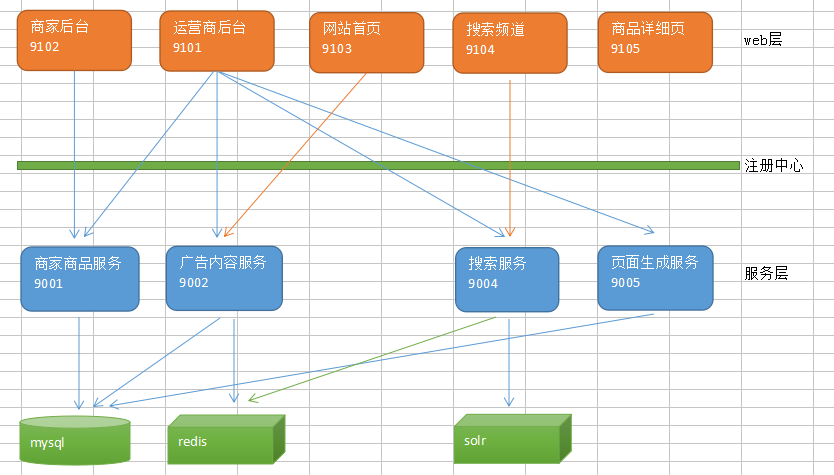 商家后台
9102
运营商后台
9101
网站首页
9103
搜索频道
9104
商品详细页
9105
web层
注册中心
商家商品服务
9001
广告内容服务
9002
搜索服务
9004
页面生成服务
9005
服务层
mysql
redis
solr